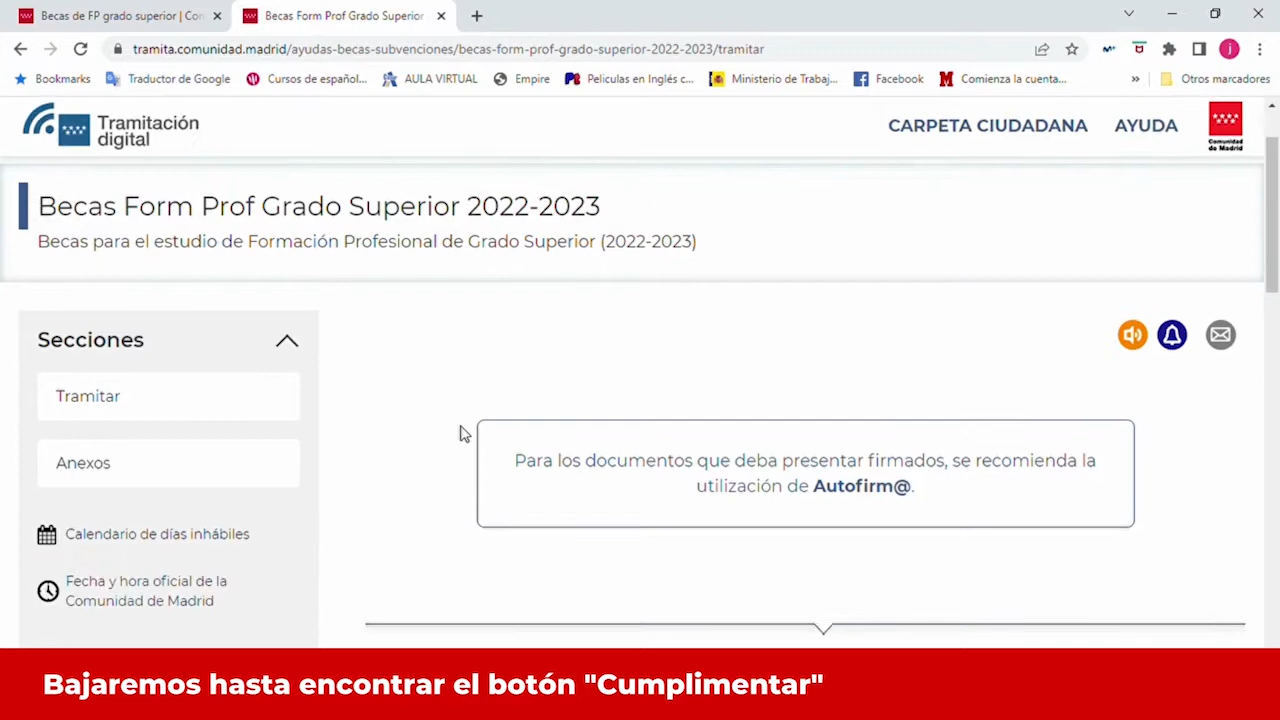 Becas de FP grado superior | Con
Becas Form Prof Grado Superior
tramita.comunidad.madrid/ayudas-becas-subvenciones/becas-form-prof-grado-superior-2022-2023/tramitar
j
Bookmarks
Traductor de Google
Cursos de español...
AULA VIRTUAL
Empire
Peliculas en Inglés c...
Ministerio de Trabaj...
Facebook
Comienza la cuenta...
»
Otros marcadores
Tramitación
digital
CARPETA CIUDADANA
AYUDA
Comunidad
de Madrid
Becas Form Prof Grado Superior 2022-2023
Becas para el estudio de Formación Profesional de Grado Superior (2022-2023)
Secciones
Tramitar
Anexos
Calendario de días inhábiles
Fecha y hora oficial de la
Comunidad de Madrid
Para los documentos que deba presentar firmados, se recomienda la
utilización de Autofirm@.
Bajaremos hasta encontrar el botón "Cumplimentar"